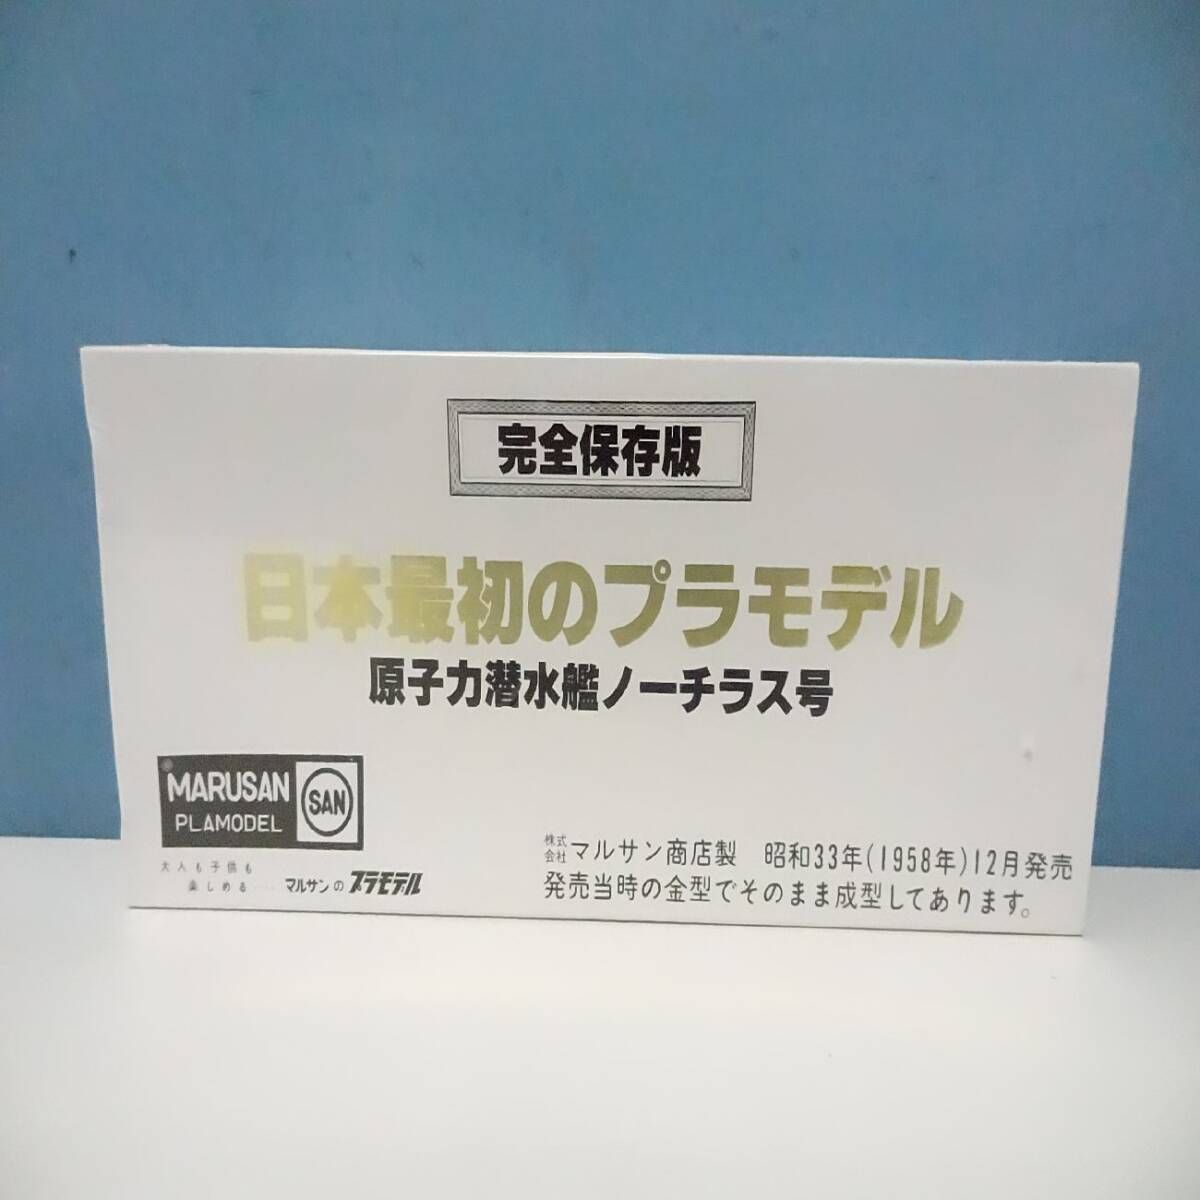 完全保存版
日本最初のプラモデル
原子力潜水艦ノーチラス号
MARUSAN
PLAMODEL
SAN
大人も子供も
楽しめる……マルサンのプラモデル
株式会社マルサン商店製 昭和33年(1958年)12月発売
発売当時の金型でそのまま成型してあります。